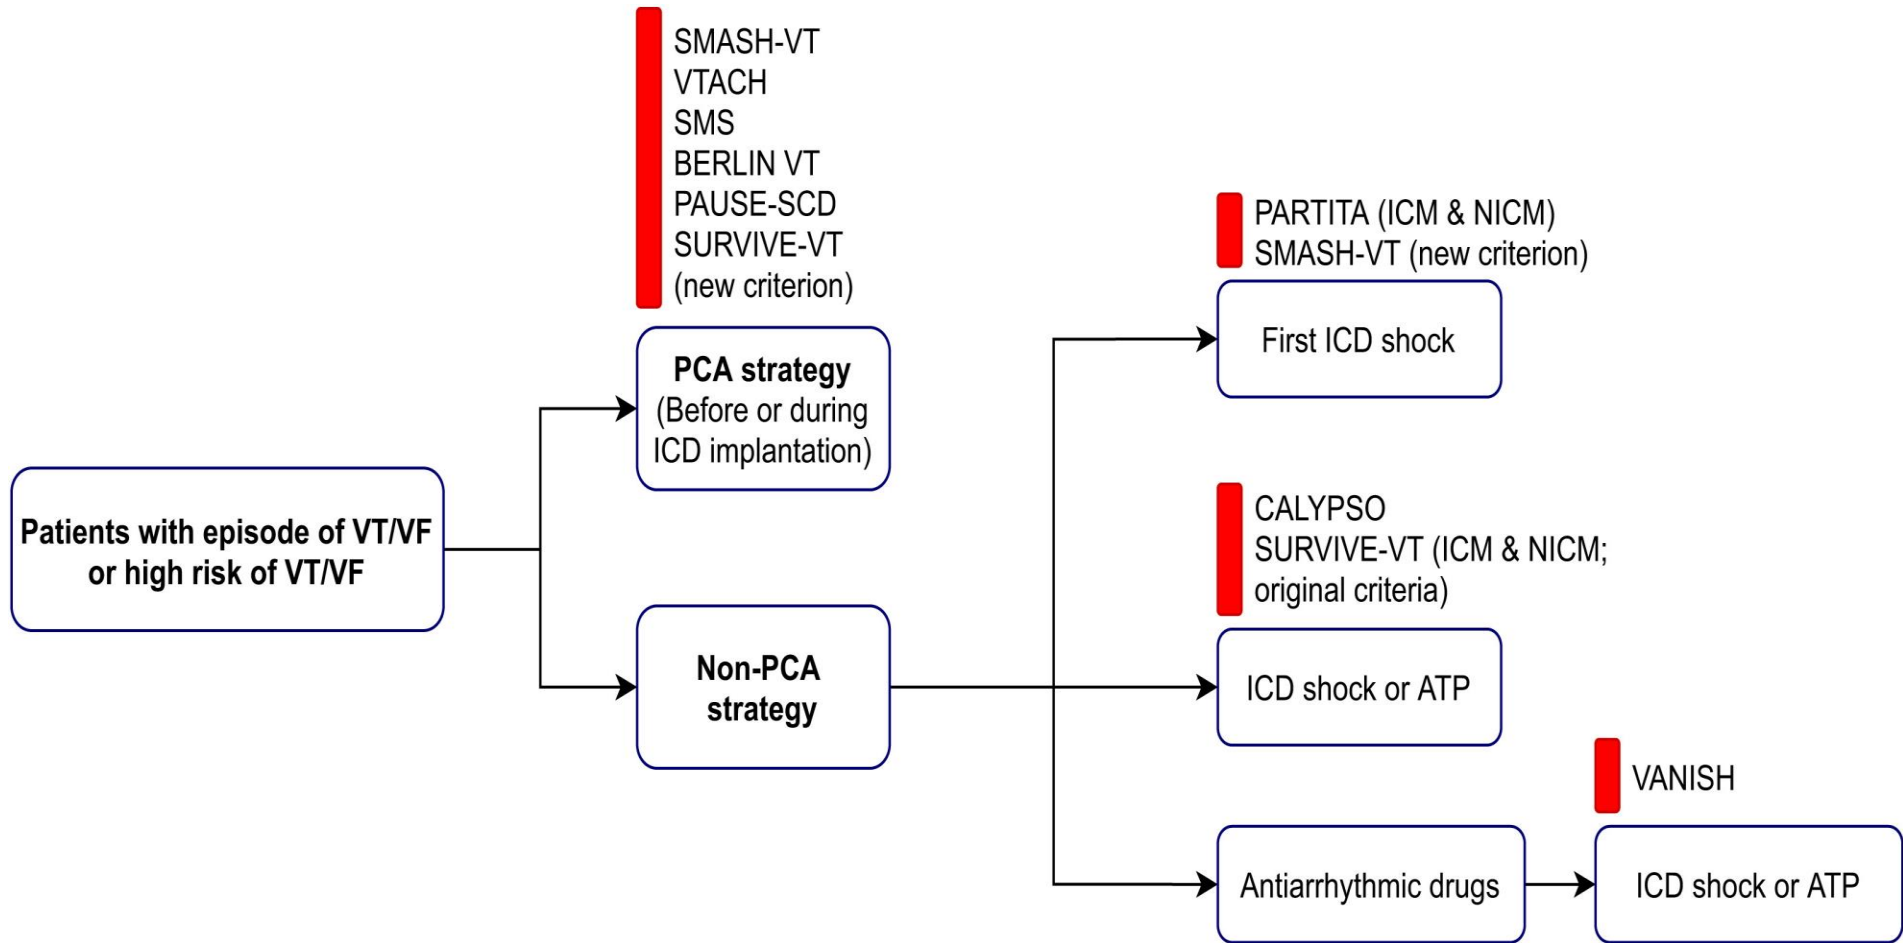 SMASH-VT
VTACH
SMS
BERLIN VT
PAUSE-SCD
SURVIVE-VT
(new criterion)
PCA strategy
(Before or during
ICD implantation)
Patients with episode of VT/VF
or high risk of VT/VF
Non-PCA
strategy
PARTITA (ICM & NICM)
SMASH-VT (new criterion)
First ICD shock
CALYPSO
SURVIVE-VT (ICM & NICM;
original criteria)
ICD shock or ATP
Antiarrhythmic drugs
VANISH
ICD shock or ATP